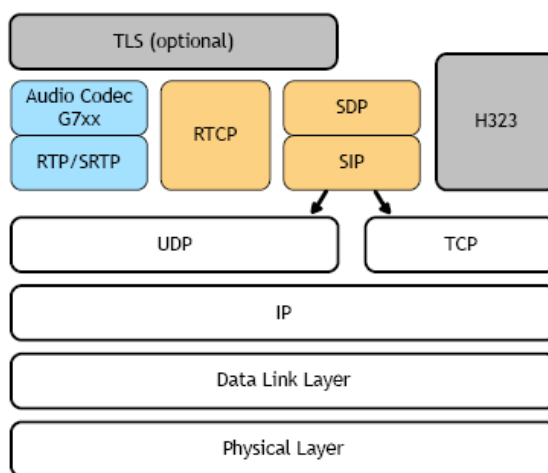 TLS (optional)
Audio Codec
G7xx
RTP/SRTP
RTCP
SDP
SIP
H323
UDP
TCP
IP
Data Link Layer
Physical Layer